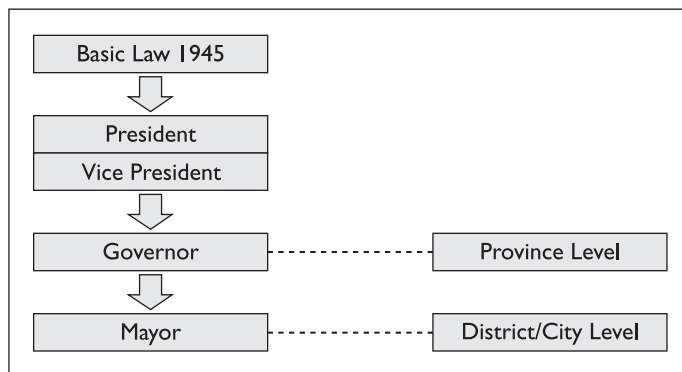 Basic Law 1945
President
Vice President
Governor
Province Level
Mayor
District/City Level